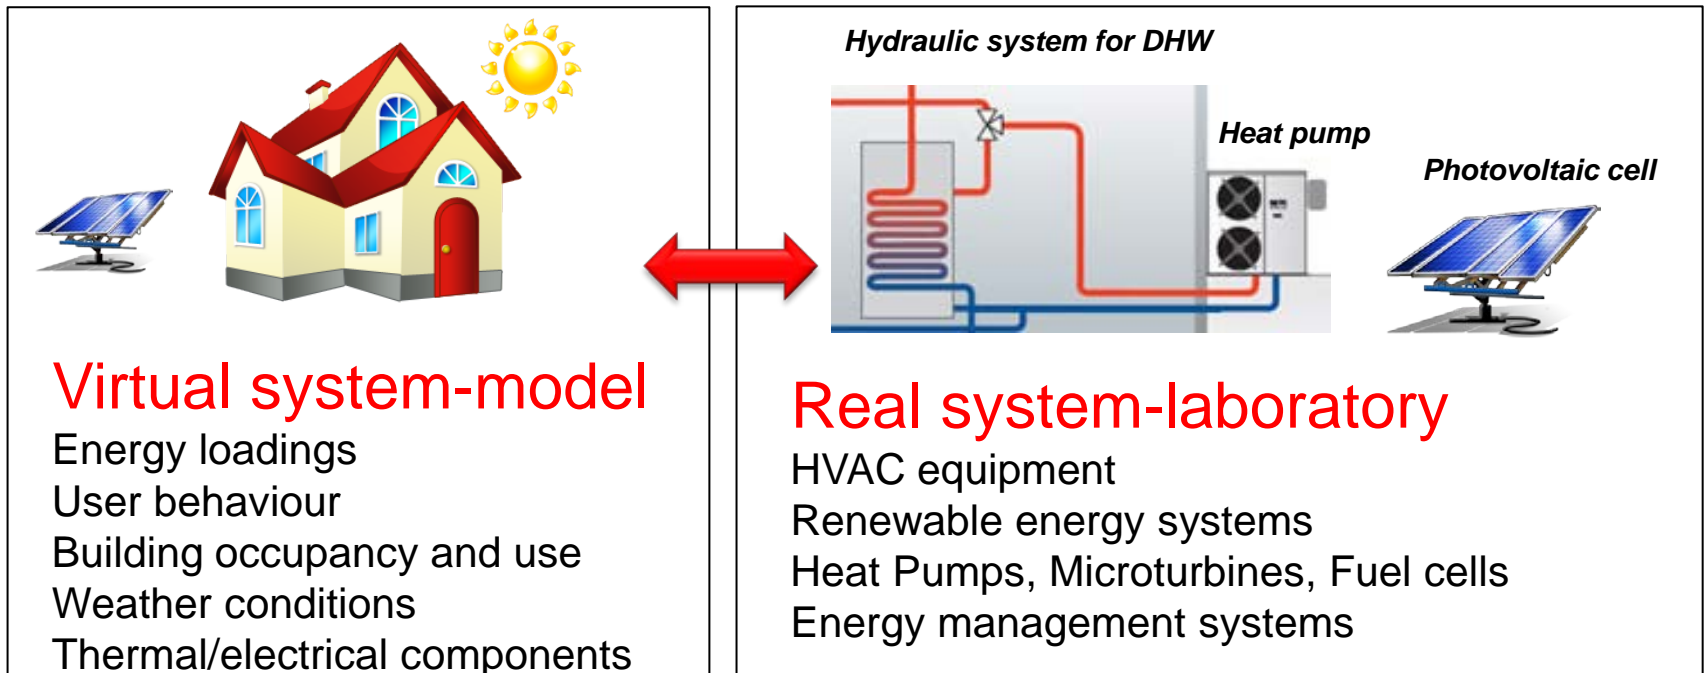 Virtual system-model
Energy loadings
User behaviour
Building occupancy and use
Weather conditions
Thermal/electrical components
Hydraulic system for DHW
Heat pump
Photovoltaic cell
Real system-laboratory
HVAC equipment
Renewable energy systems
Heat Pumps, Microturbines, Fuel cells
Energy management systems